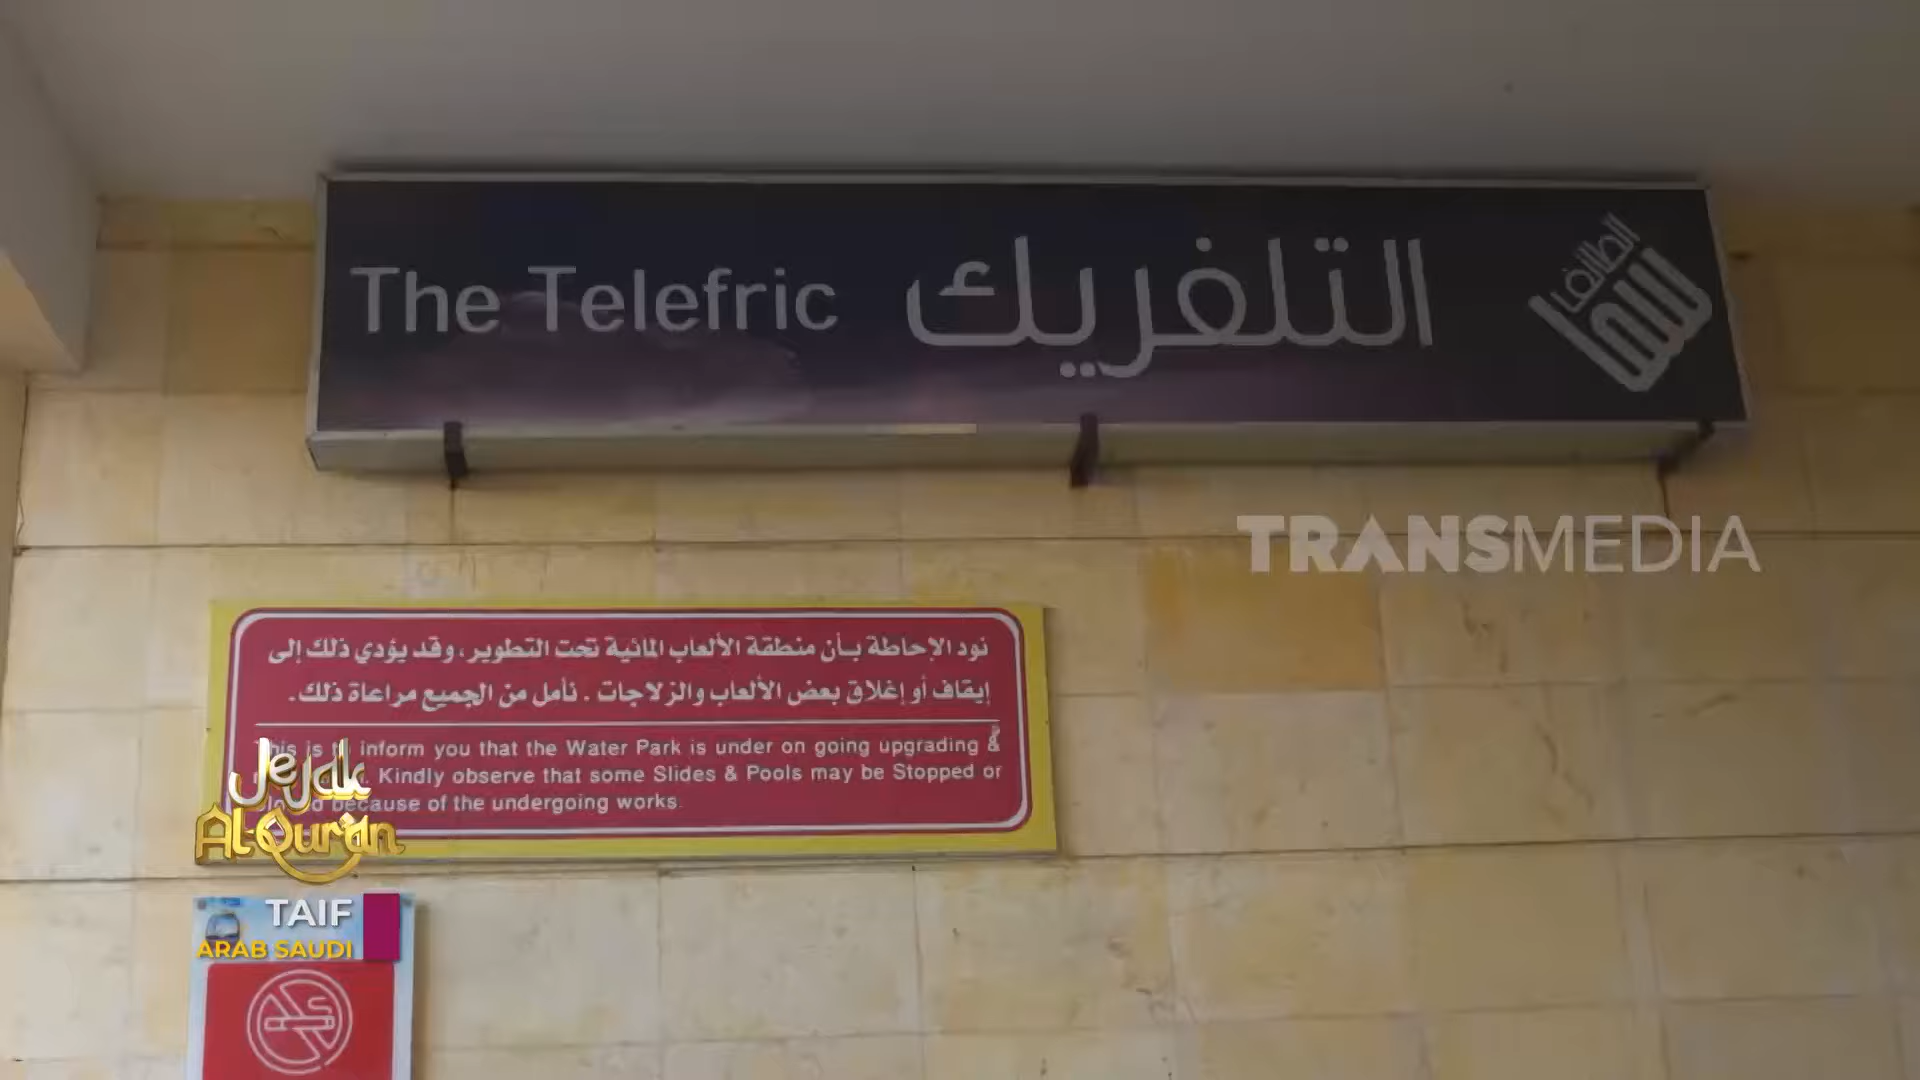 The Telefric
التلفريك
سما
الطائف
TRANSMEDIA
نود الإحاطة بأن منطقة الألعاب المائية تحت التطوير، وقد يؤدي ذلك إلى
إيقاف أو إغلاق بعض الألعاب والزلاجات. نأمل من الجميع مراعاة ذلك.
is to inform you that the Water Park is under on going upgrading &
Kindly observe that some Slides & Pools may be Stopped or
because of the undergoing works.
Jejak
Al-Qur'an
TAIF
ARAB SAUDI